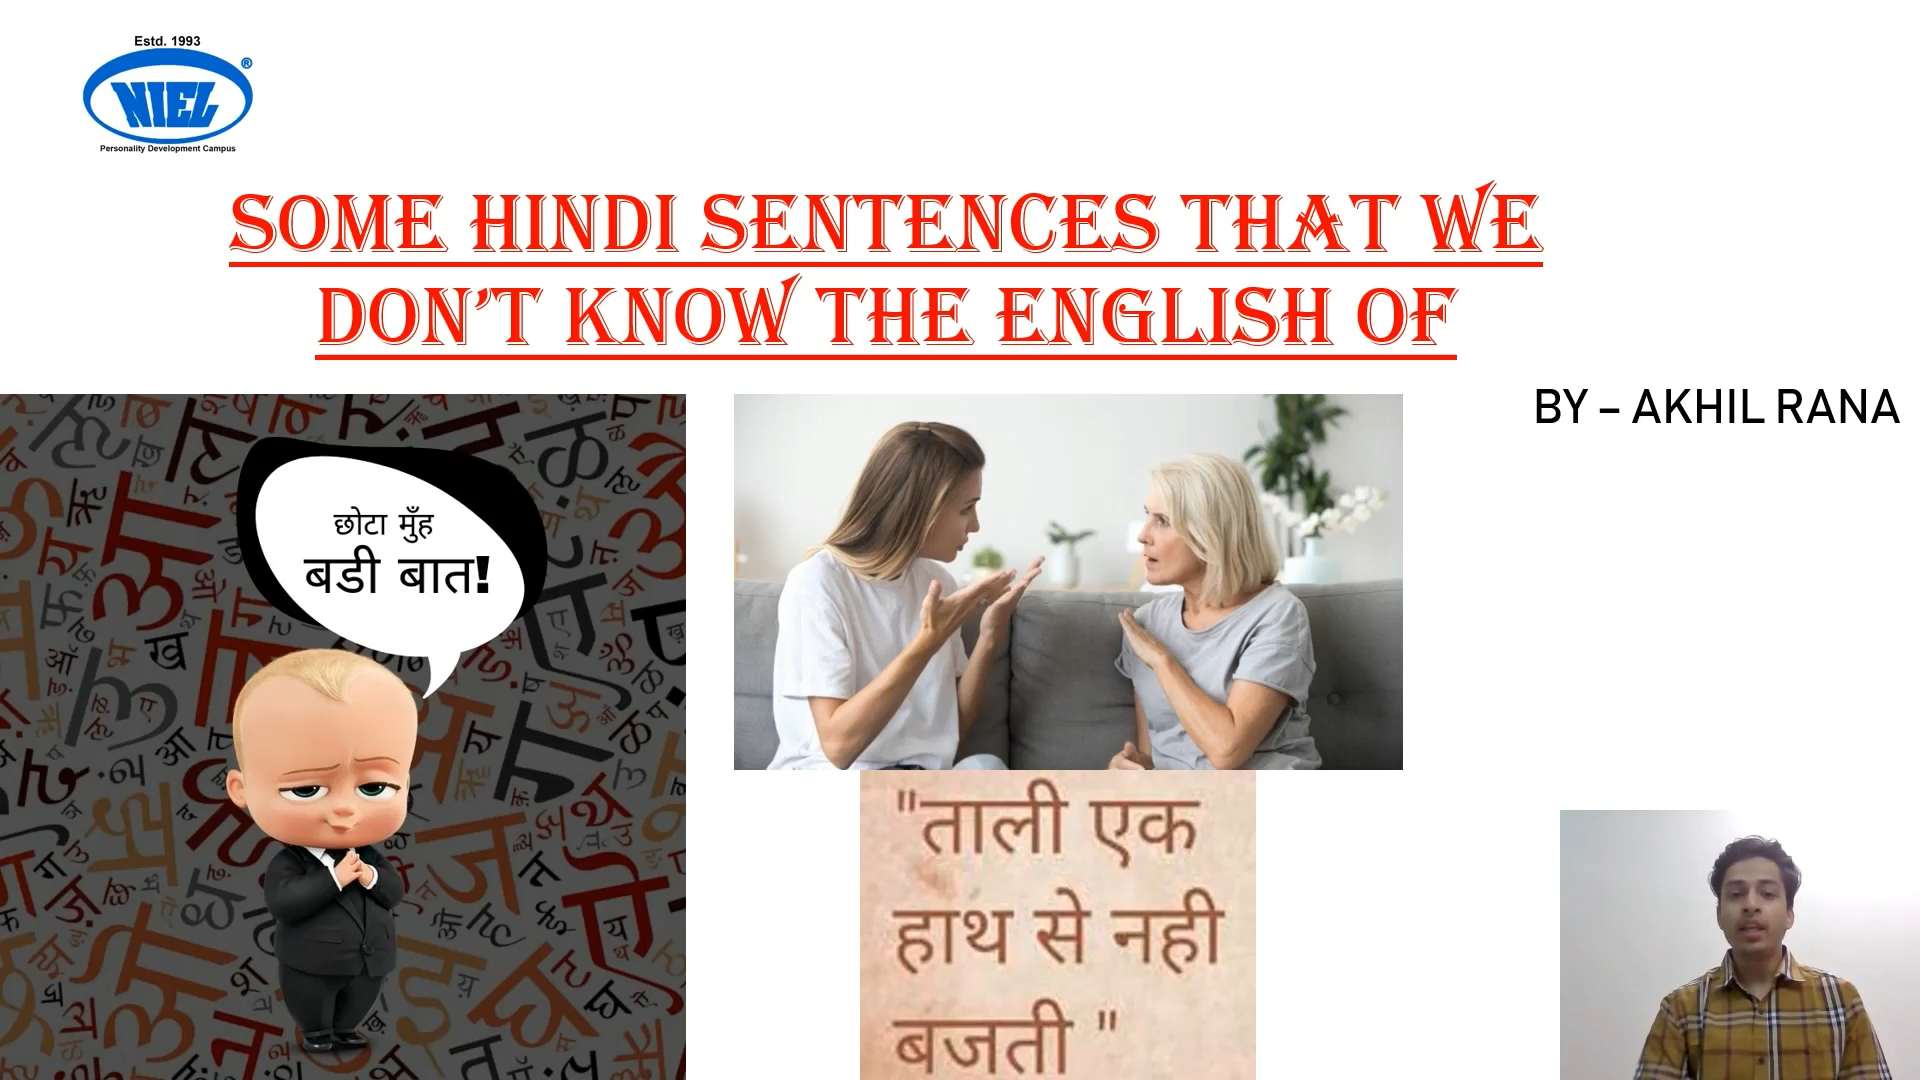 Estd. 1993
NIEL®
Personality Development Campus
SOME HINDI SENTENCES THAT WE
DON'T KNOW THE ENGLISH OF
BY – AKHIL RANA
छोटा मुँह
बडी बात!
"ताली एक
हाथ से नही
बजती "